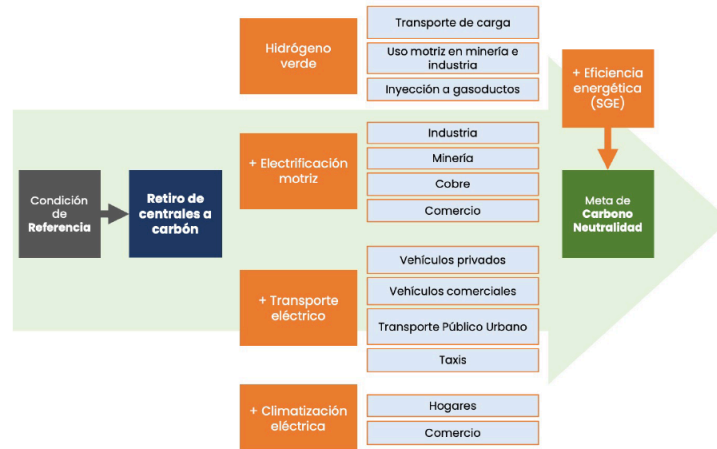 Hidrógeno
verde
Transporte de carga
Uso motriz en minería e
industria
Inyección a gasoductos
+ Eficiencia
energética
(SGE)
Condición
de
Referencia
Retiro de
centrales a
carbón
+ Electrificación
motriz
Industria
Minería
Cobre
Comercio
Meta de
Carbono
Neutralidad
+ Transporte
eléctrico
Vehículos privados
Vehículos comerciales
Transporte Público Urbano
Taxis
+ Climatización
eléctrica
Hogares
Comercio